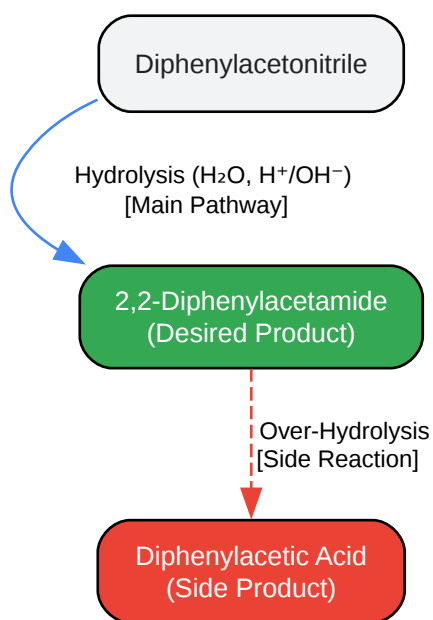 Diphenylacetonitrile
Hydrolysis (H₂O, H⁺/OH⁻)
[Main Pathway]
2,2-Diphenylacetamide
(Desired Product)
Over-Hydrolysis
[Side Reaction]
Diphenylacetic Acid
(Side Product)